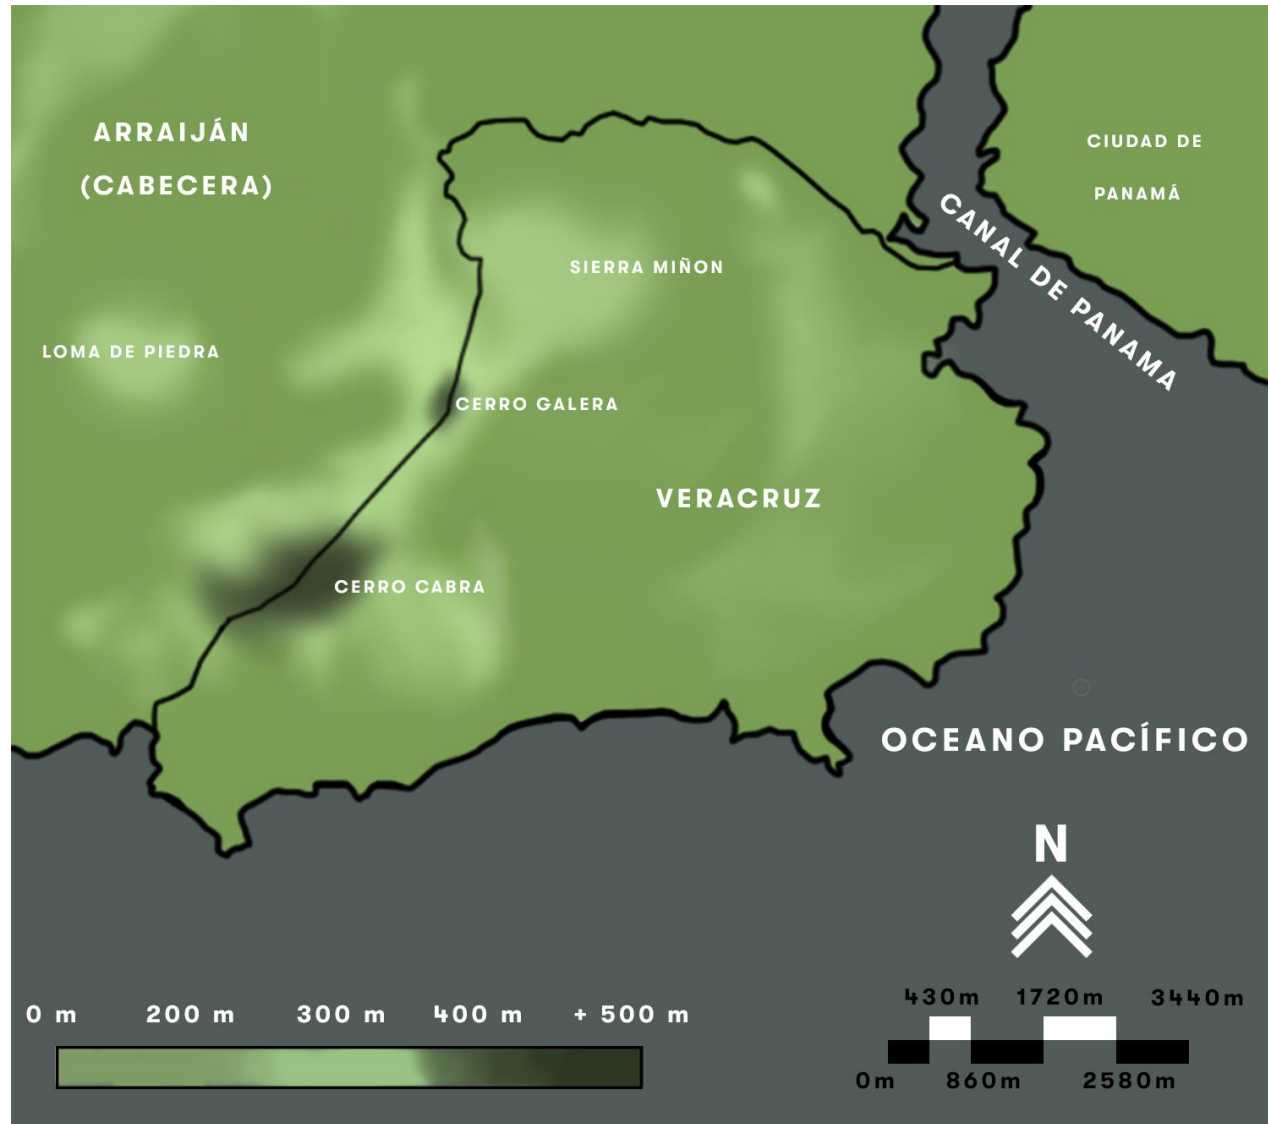 ARRAIJÁN
(CABECERA)
CIUDAD DE
PANAMÁ
CANAL DE PANAMA
SIERRA MIÑON
LOMA DE PIEDRA
CERRO GALERA
VERACRUZ
CERRO CABRA
OCEANO PACÍFICO
N
0 m 200 m 300 m 400 m + 500 m
430m 1720m 3440m
0m 860m 2580m